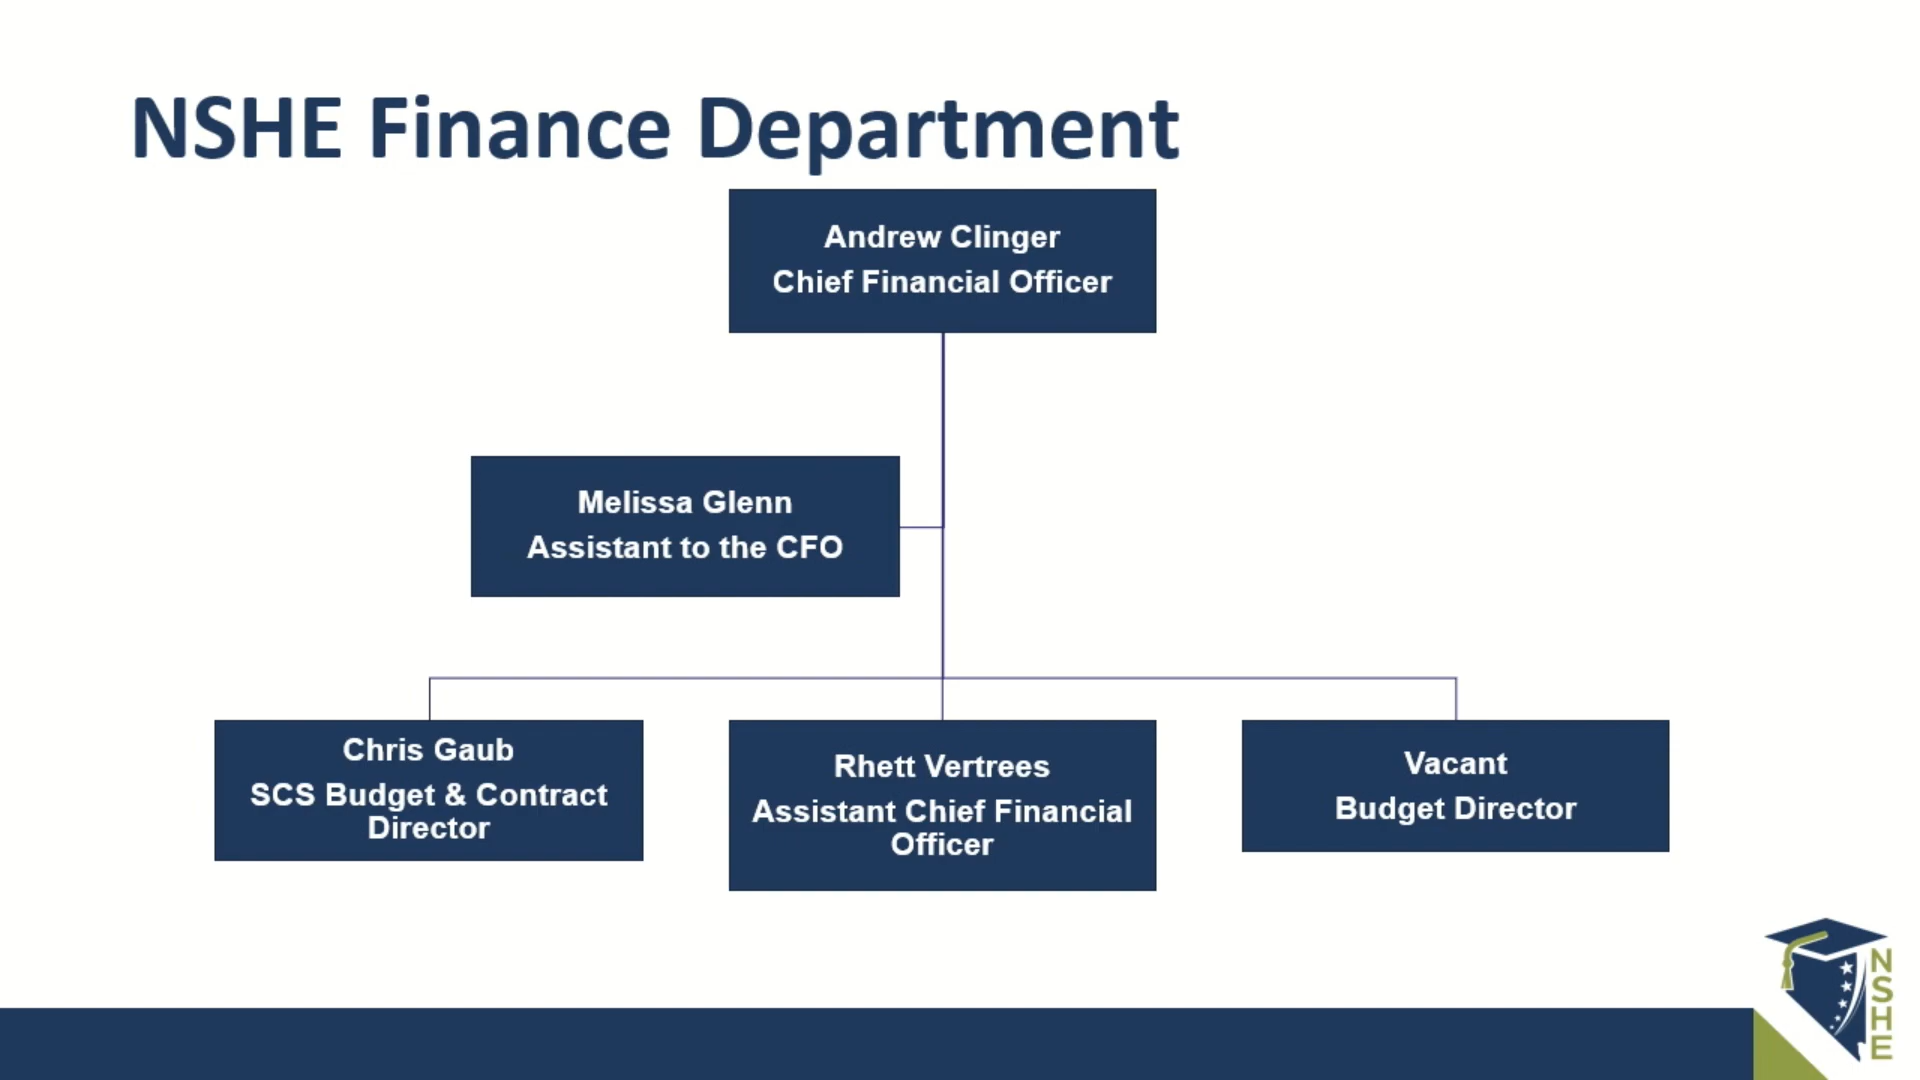 NSHE Finance Department
Andrew Clinger
Chief Financial Officer
Melissa Glenn
Assistant to the CFO
Chris Gaub
SCS Budget & Contract
Director
Rhett Vertrees
Assistant Chief Financial
Officer
Vacant
Budget Director
NSHE